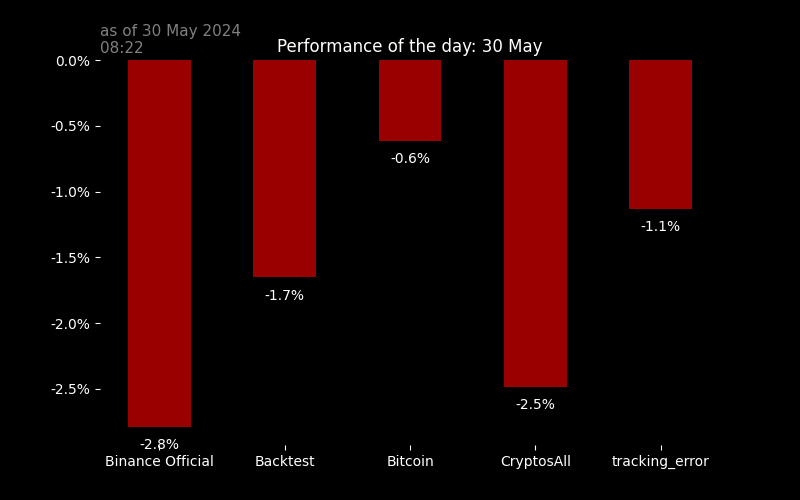 as of 30 May 2024
08:22
Performance of the day: 30 May
0.0%
-0.5%
-1.0%
-1.5%
-2.0%
-2.5%
-2.8%
-1.7%
-0.6%
-2.5%
-1.1%
Binance Official
Backtest
Bitcoin
CryptosAll
tracking_error